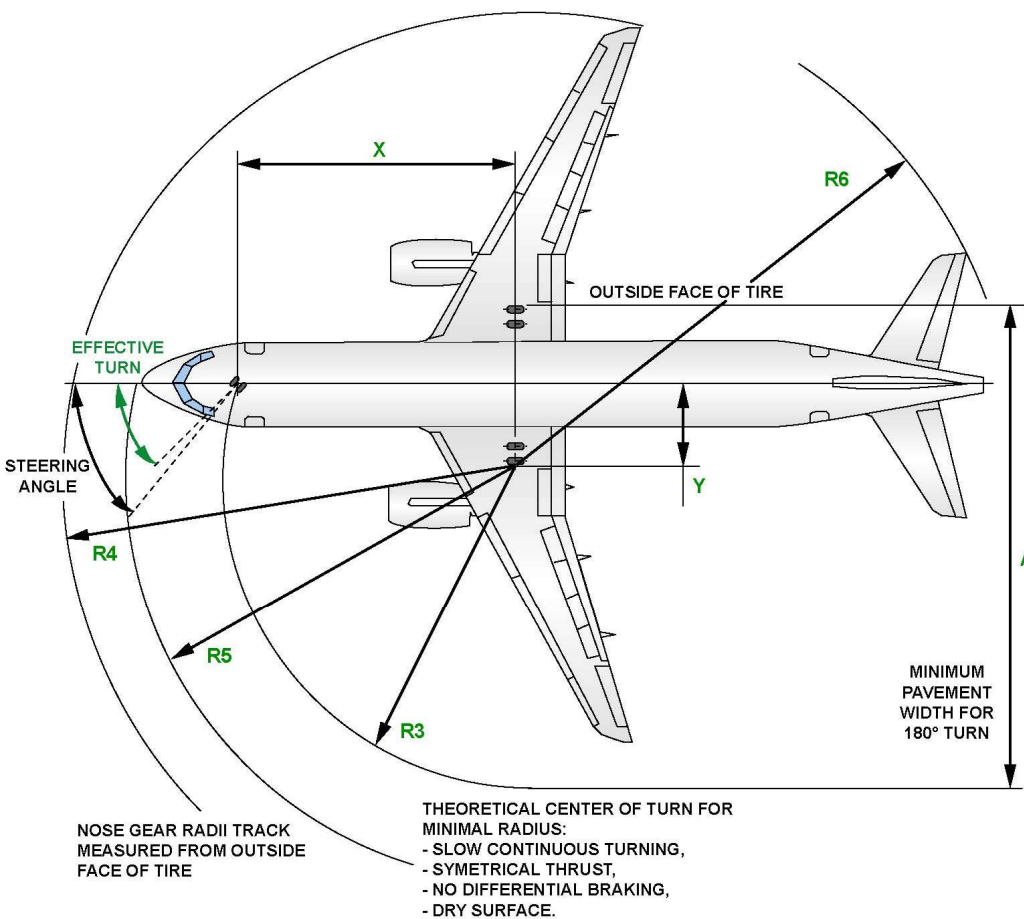 X
R6
OUTSIDE FACE OF TIRE
EFFECTIVE
TURN
STEERING
ANGLE
Y
R4
R5
R3
A
MINIMUM
PAVEMENT
WIDTH FOR
180° TURN
NOSE GEAR RADII TRACK
MEASURED FROM OUTSIDE
FACE OF TIRE
THEORETICAL CENTER OF TURN FOR
MINIMAL RADIUS:
- SLOW CONTINUOUS TURNING,
- SYMETRICAL THRUST,
- NO DIFFERENTIAL BRAKING,
- DRY SURFACE.